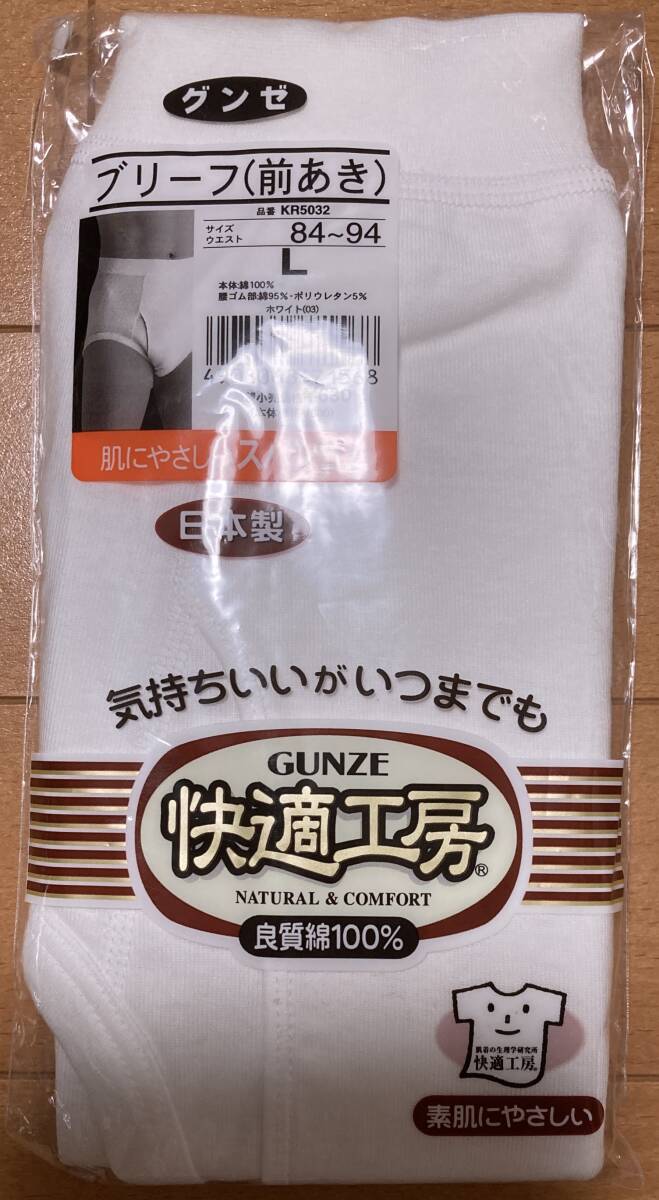 グンゼ
ブリーフ(前あき)
品番 KR5032
サイズ
ウエスト 84~94
L
本体:綿100%
腰ゴム部:綿95%・ポリウレタン5%
ホワイト(03)
肌にやさしい
日本製
気持ちいいがいつまでも
GUNZE
快適工房®
NATURAL & COMFORT
良質綿100%
肌着の生理学研究所
快適工房®
素肌にやさしい